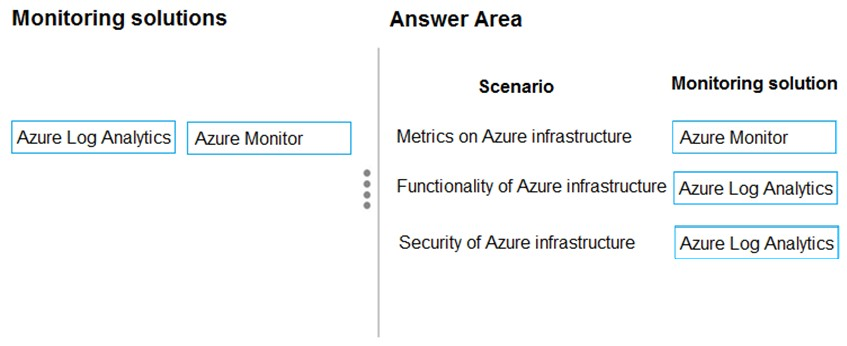 Monitoring solutions
Answer Area
Scenario
Monitoring solution
Azure Log Analytics
Azure Monitor
Metrics on Azure infrastructure
Azure Monitor
Functionality of Azure infrastructure
Azure Log Analytics
Security of Azure infrastructure
Azure Log Analytics